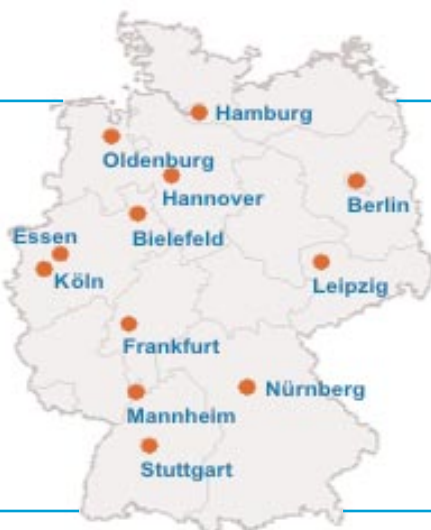 Hamburg
Oldenburg
Hannover
Berlin
Bielefeld
Essen
Köln
Leipzig
Frankfurt
Nürnberg
Mannheim
Stuttgart